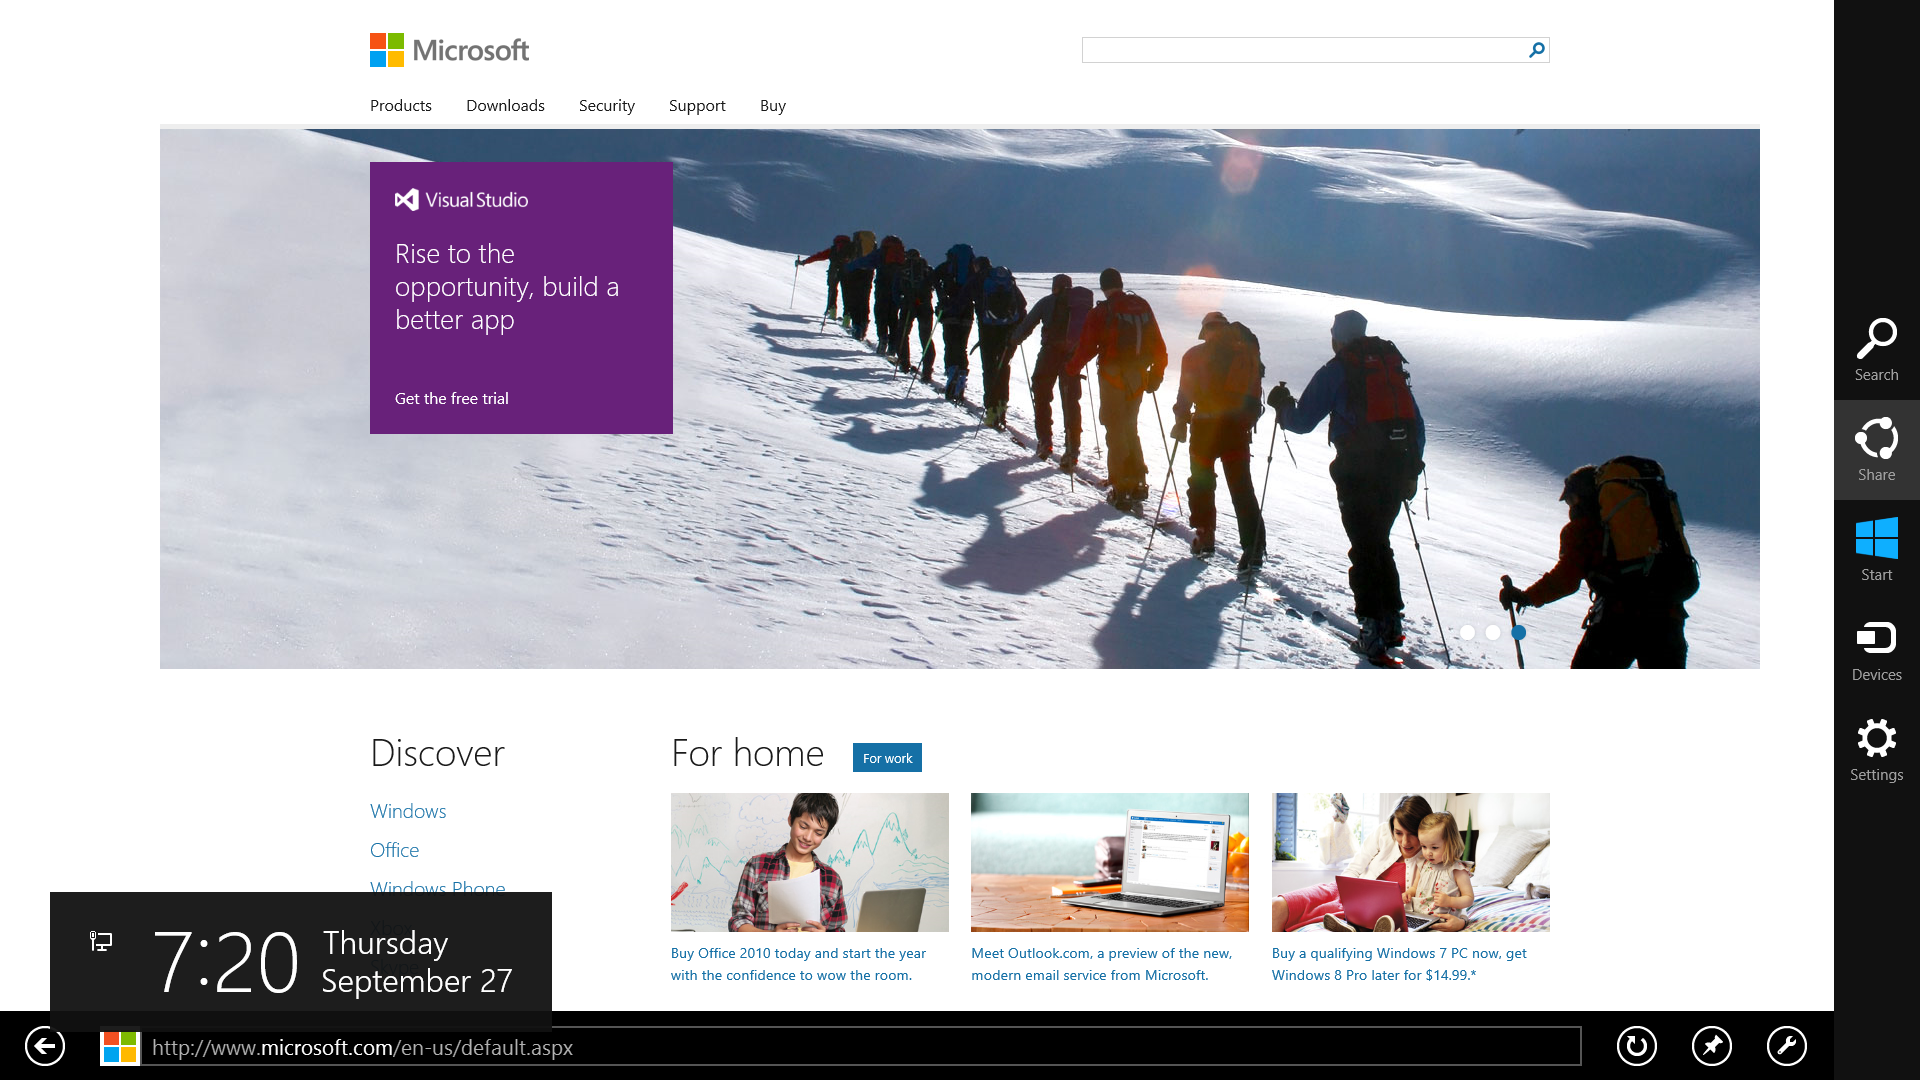 Microsoft
Products Downloads Security Support Buy
Visual Studio
Rise to the
opportunity, build a
better app
Get the free trial
Search
Share
Start
Devices
Settings
Discover
Windows
Office
Windows Phone
For home
For work
Buy Office 2010 today and start the year
with the confidence to wow the room.
Meet Outlook.com, a preview of the new,
modern email service from Microsoft.
Buy a qualifying Windows 7 PC now, get
Windows 8 Pro later for $14.99.*
7:20
Thursday
September 27
http://www.microsoft.com/en-us/default.aspx